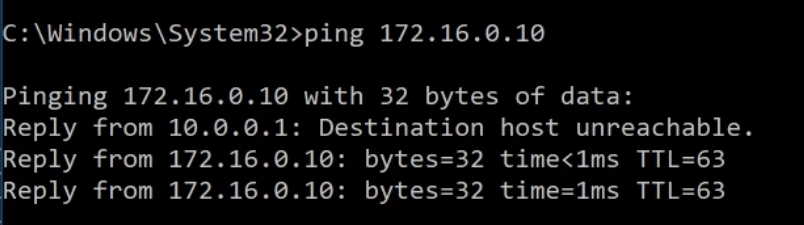 C:\Windows\System32>ping 172.16.0.10
Pinging 172.16.0.10 with 32 bytes of data:
Reply from 10.0.0.1: Destination host unreachable.
Reply from 172.16.0.10: bytes=32 time<1ms TTL=63
Reply from 172.16.0.10: bytes=32 time=1ms TTL=63